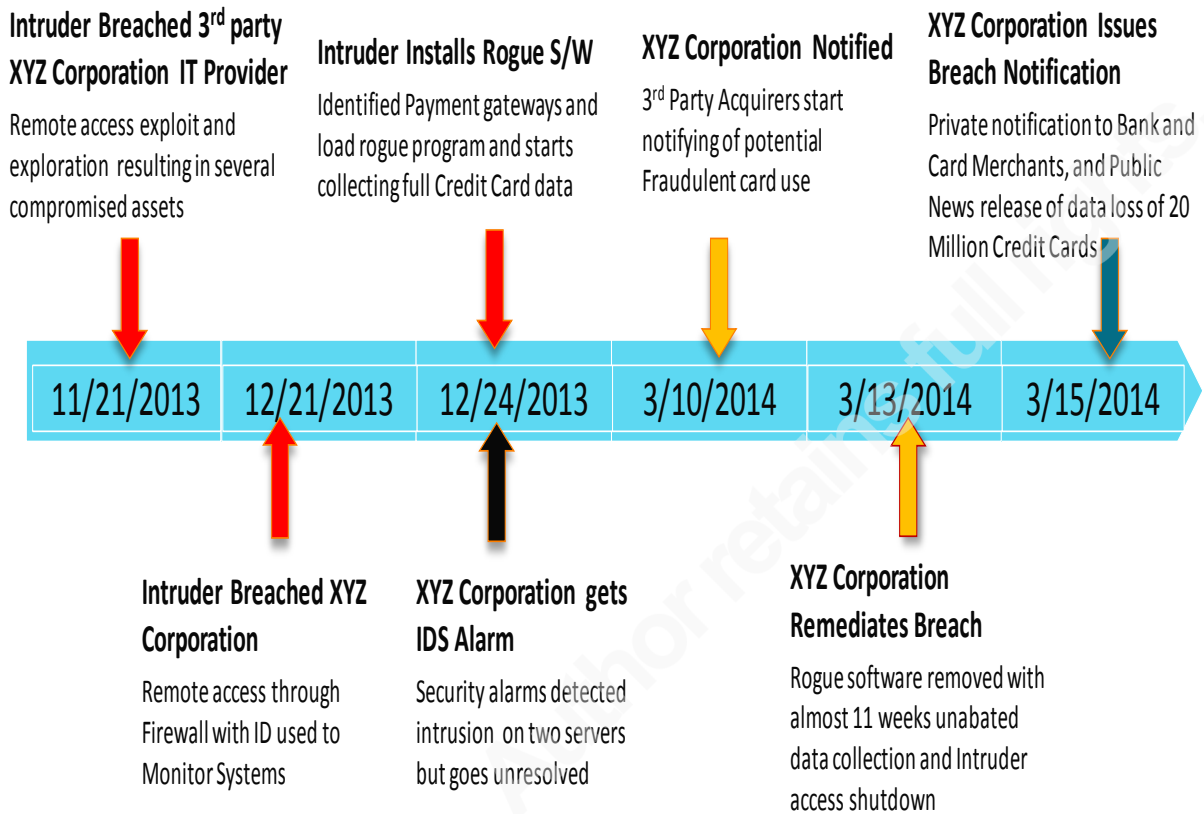 Intruder Breached 3rd party
XYZ Corporation IT Provider
Remote access exploit and
exploration resulting in several
compromised assets
Intruder Installs Rogue S/W
Identified Payment gateways and
load rogue program and starts
collecting full Credit Card data
XYZ Corporation Notified
3rd Party Acquirers start
notifying of potential
Fraudulent card use
XYZ Corporation Issues
Breach Notification
Private notification to Bank and
Card Merchants, and Public
News release of data loss of 20
Million Credit Cards
11/21/2013
12/21/2013
12/24/2013
3/10/2014
3/13/2014
3/15/2014
Intruder Breached XYZ
Corporation
Remote access through
Firewall with ID used to
Monitor Systems
XYZ Corporation gets
IDS Alarm
Security alarms detected
intrusion on two servers
but goes unresolved
XYZ Corporation
Remediates Breach
Rogue software removed with
almost 11 weeks unabated
data collection and Intruder
access shutdown
Author retains full rights